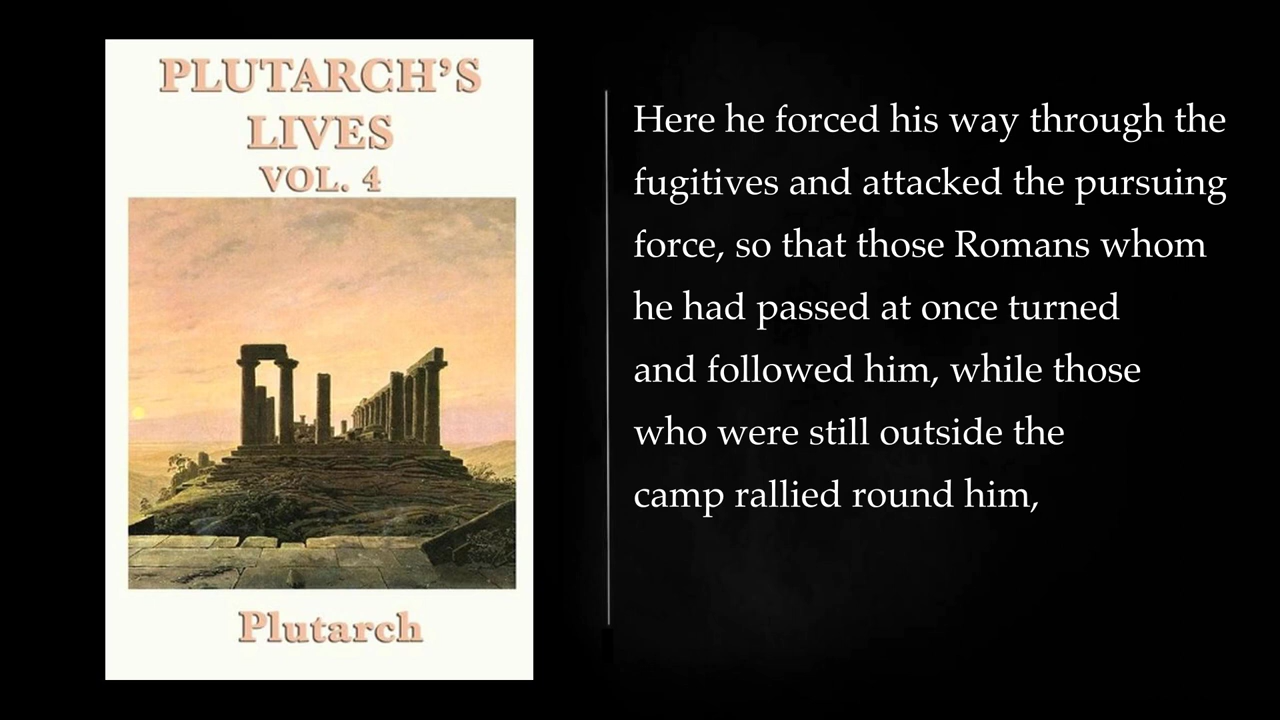 PLUTARCH'S
LIVES
VOL. 4
Plutarch
Here he forced his way through the
fugitives and attacked the pursuing
force, so that those Romans whom
he had passed at once turned
and followed him, while those
who were still outside the
camp rallied round him,